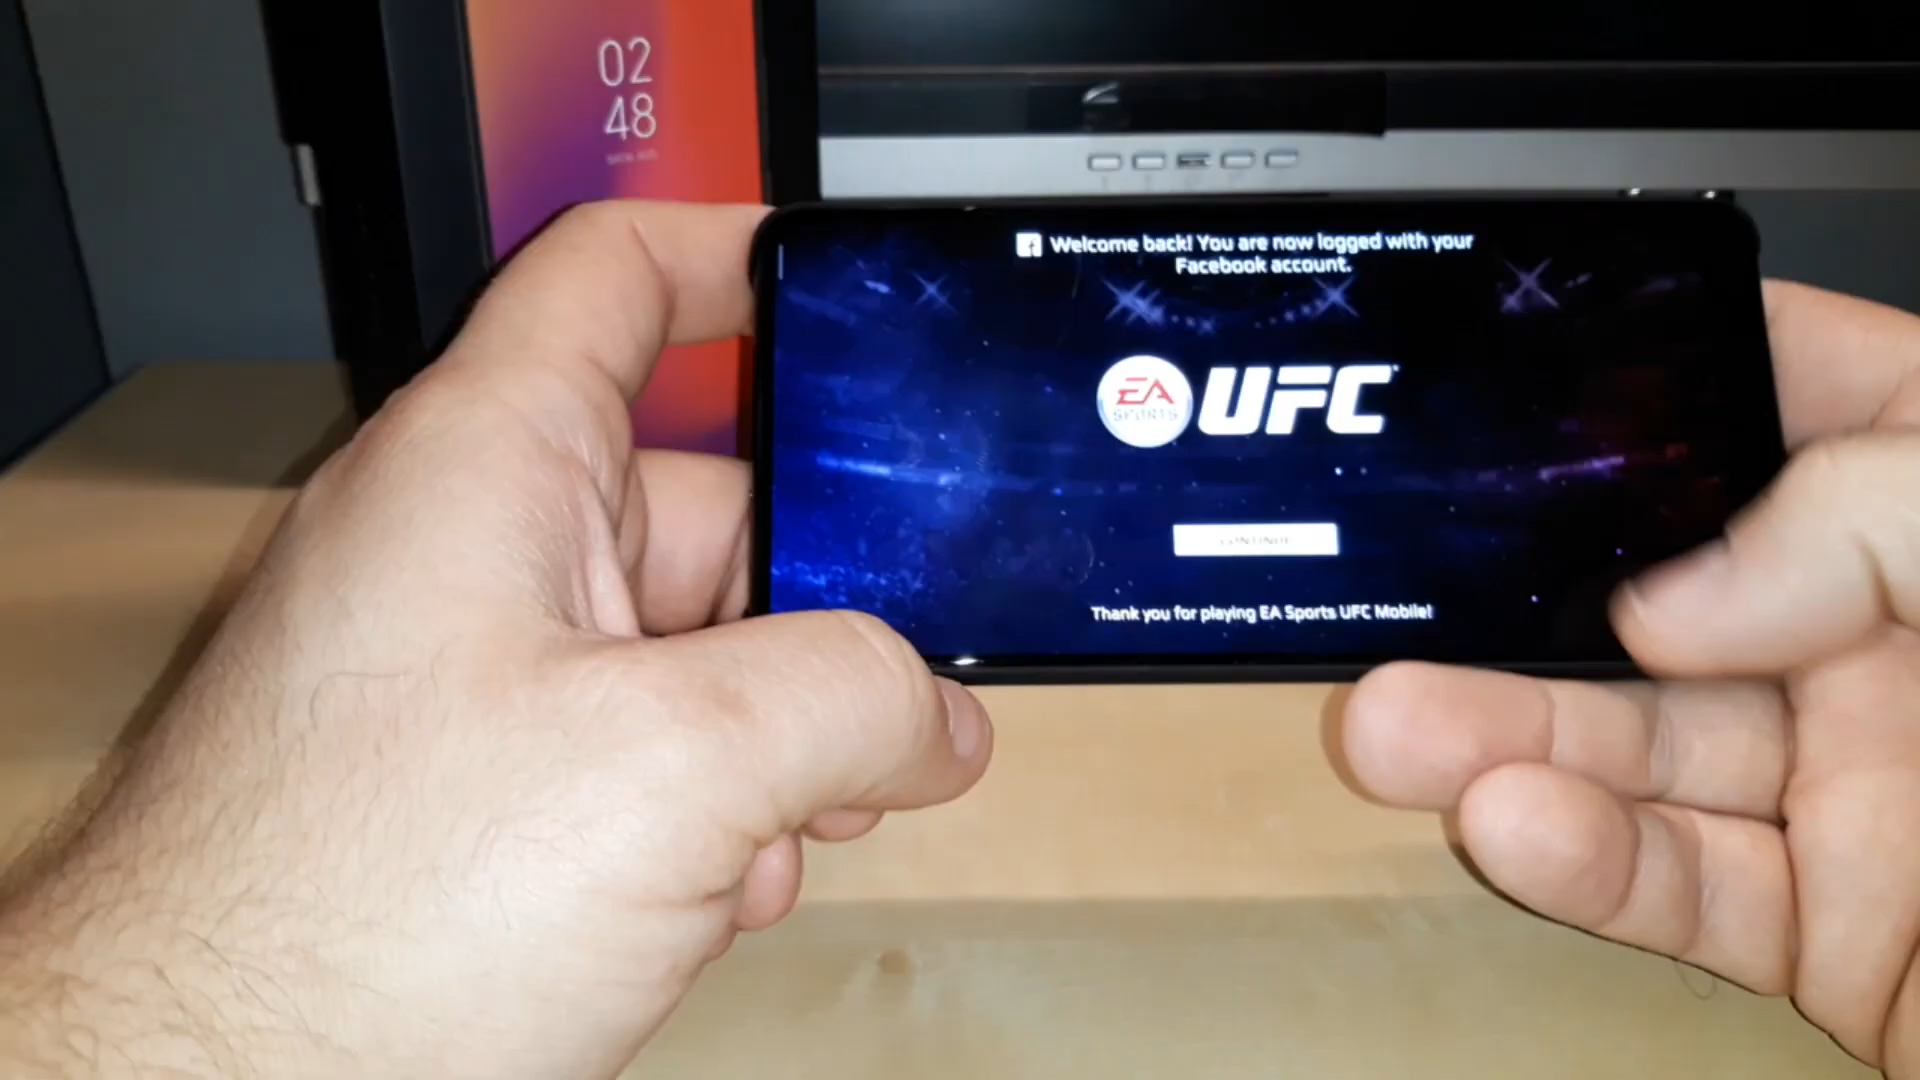 02
48
Welcome back! You are now logged with your
Facebook account.
EA
SPORTS
UFC
CONTINUE
Thank you for playing EA Sports UFC Mobile!